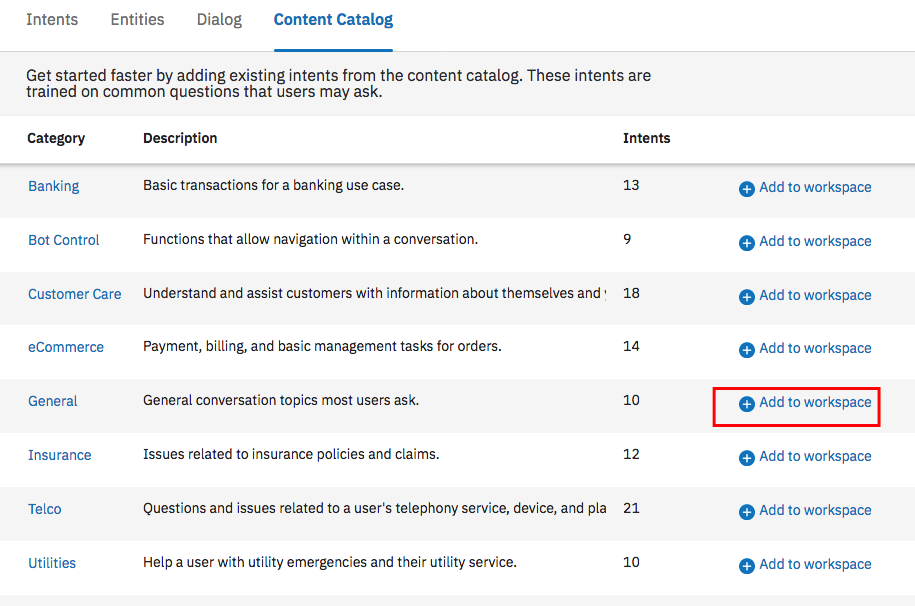 Intents Entities Dialog Content Catalog
Get started faster by adding existing intents from the content catalog. These intents are
trained on common questions that users may ask.
Category Description Intents
Banking Basic transactions for a banking use case. 13 Add to workspace
Bot Control Functions that allow navigation within a conversation. 9 Add to workspace
Customer Care Understand and assist customers with information about themselves and 18 Add to workspace
eCommerce Payment, billing, and basic management tasks for orders. 14 Add to workspace
General General conversation topics most users ask. 10 Add to workspace
Insurance Issues related to insurance policies and claims. 12 Add to workspace
Telco Questions and issues related to a user's telephony service, device, and pla 21 Add to workspace
Utilities Help a user with utility emergencies and their utility service. 10 Add to workspace